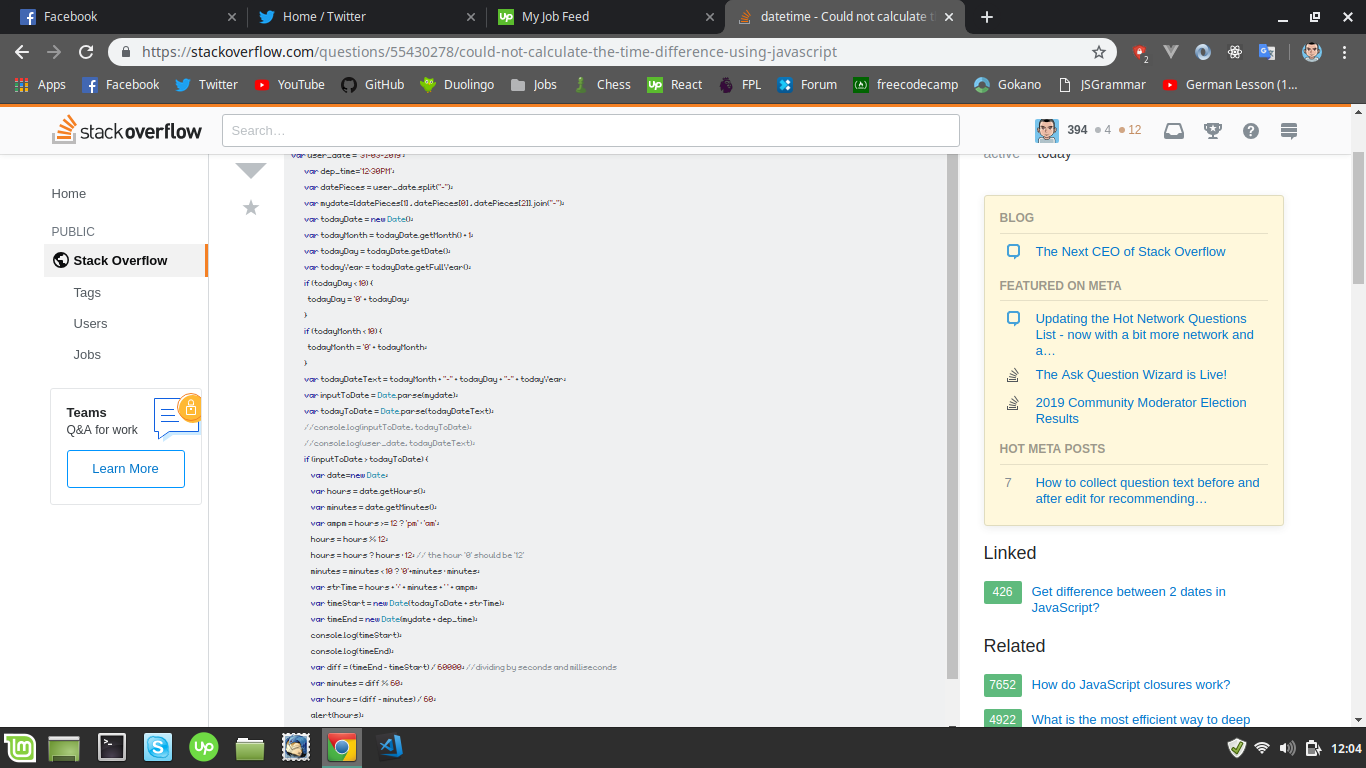 Facebook
Home / Twitter
My Job Feed
datetime - Could not calculate t
https://stackoverflow.com/questions/55430278/could-not-calculate-the-time-difference-using-javascript
2
Apps
Facebook
Twitter
YouTube
GitHub
Duolingo
Jobs
Chess
React
FPL
Forum
freecodecamp
Gokano
JSGrammar
German Lesson (1...
stackoverflow
Search…
394
4
12
Home
PUBLIC
Stack Overflow
Tags
Users
Jobs
Teams
Q&A for work
Learn More
var user_date = '31-03-2019';
var dep_time='12:30PM';
var datePieces = user_date.split("-");
var mydate=[datePieces[1] , datePieces[0] , datePieces[2]].join("-");
var todayDate = new Date();
var todayMonth = todayDate.getMonth() + 1;
var todayDay = todayDate.getDate();
var todayYear = todayDate.getFullYear();
if (todayDay < 10) {
todayDay = '0' + todayDay;
}
if (todayMonth < 10) {
todayMonth = '0' + todayMonth;
}
var todayDateText = todayMonth + "-" + todayDay + "-" + todayYear;
var inputToDate = Date.parse(mydate);
var todayToDate = Date.parse(todayDateText);
//console.log(inputToDate, todayToDate);
//console.log(user_date, todayDateText);
if (inputToDate > todayToDate) {
var date=new Date;
var hours = date.getHours();
var minutes = date.getMinutes();
var ampm = hours >= 12 ? 'pm' : 'am';
hours = hours % 12;
hours = hours ? hours : 12; // the hour '0' should be '12'
minutes = minutes < 10 ? '0'+minutes : minutes;
var strTime = hours + ':' + minutes + ' ' + ampm;
var timeStart = new Date(todayToDate + strTime);
var timeEnd = new Date(mydate + dep_time);
console.log(timeStart);
console.log(timeEnd);
var diff = (timeEnd - timeStart) / 60000; //dividing by seconds and milliseconds
var minutes = diff % 60;
var hours = (diff - minutes) / 60;
alert(hours);
active
today
BLOG
The Next CEO of Stack Overflow
FEATURED ON META
Updating the Hot Network Questions
List - now with a bit more network and
a…
The Ask Question Wizard is Live!
2019 Community Moderator Election
Results
HOT META POSTS
7
How to collect question text before and
after edit for recommending…
Linked
426
Get difference between 2 dates in
JavaScript?
Related
7652
How do JavaScript closures work?
4922
What is the most efficient way to deep
12:04